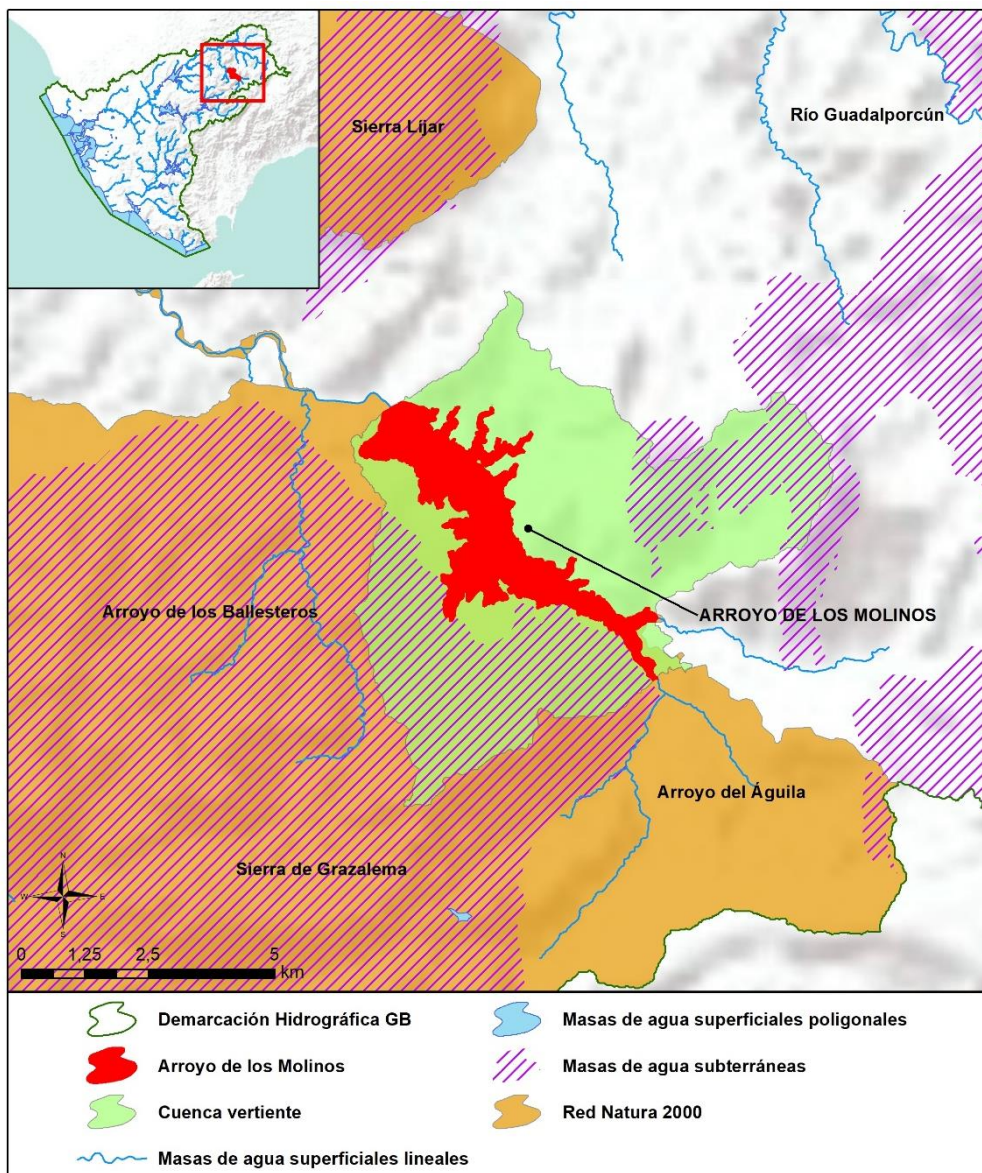 Sierra Líjar
Río Guadalporcún
Arroyo de los Ballesteros
ARROYO DE LOS MOLINOS
Arroyo del Águila
Sierra de Grazalema
N
W E
S
0 1,25 2,5 5
km
Demarcación Hidrográfica GB
Masas de agua superficiales poligonales
Arroyo de los Molinos
Masas de agua subterráneas
Cuenca vertiente
Red Natura 2000
Masas de agua superficiales lineales